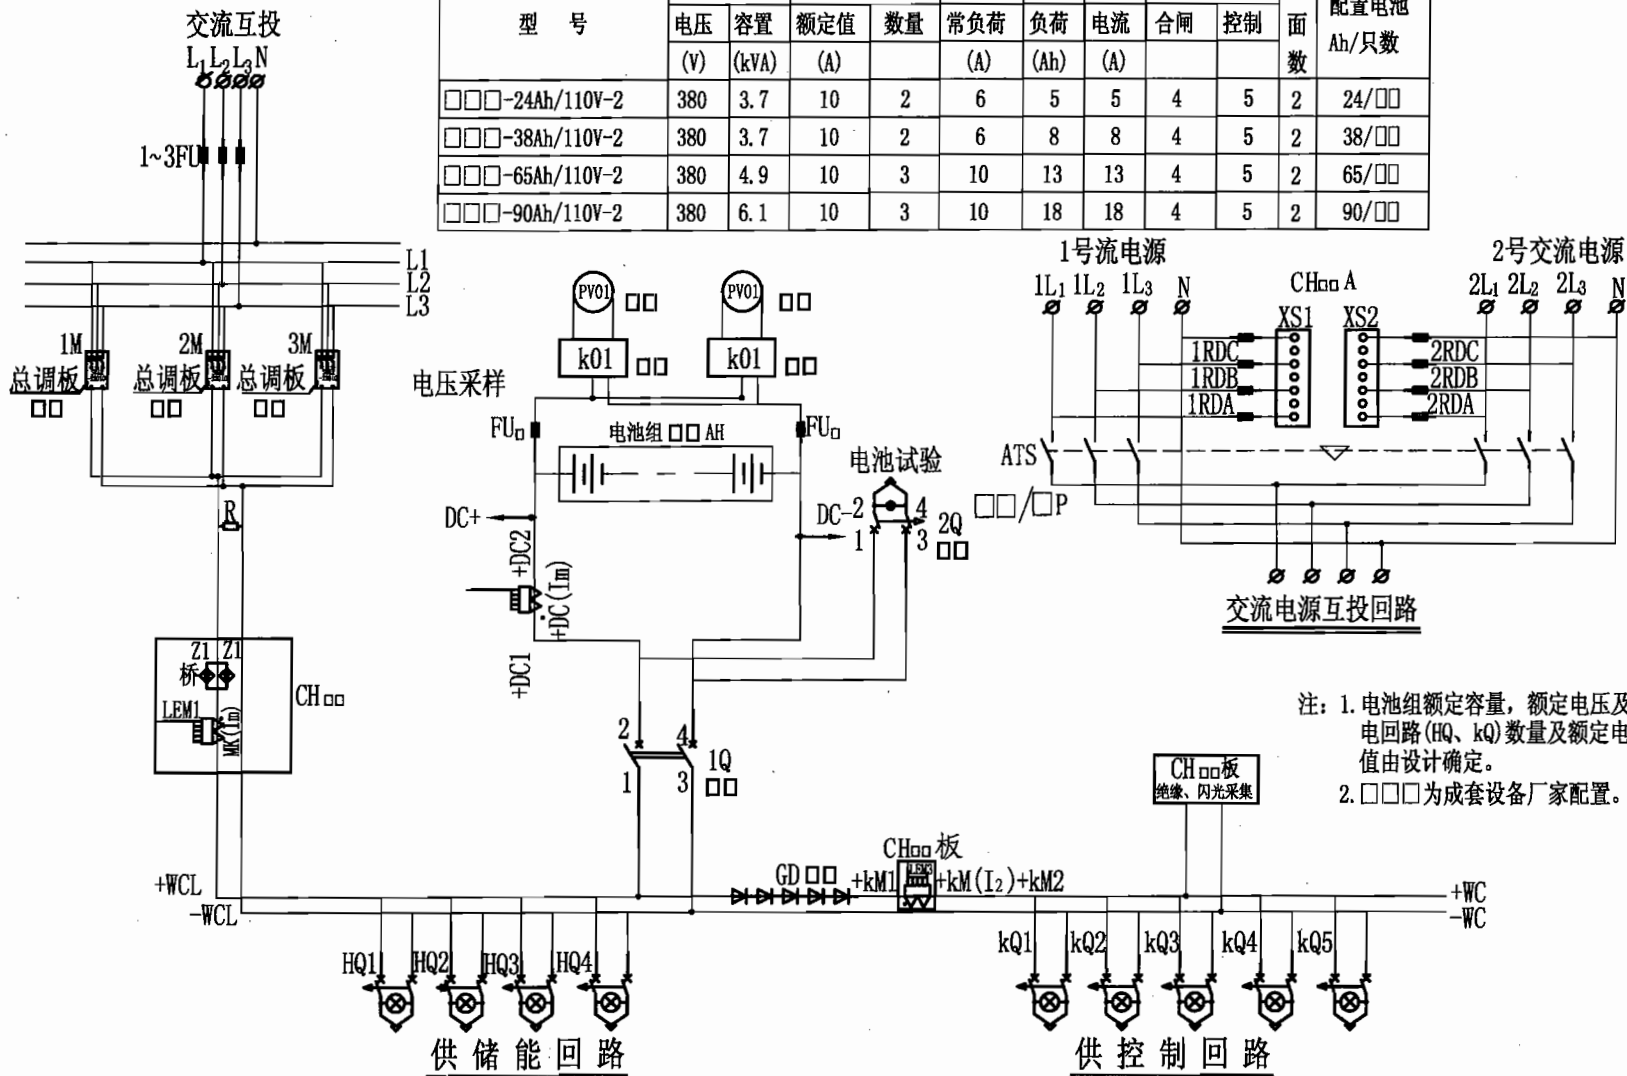 交流互投
L₁ L₂ L₃ N
1~3FU
型 号 电压 容置 额定值 数量 常负荷 负荷 电流 合闸 控制 面数 配置电池
(V) (kVA) (A) (A) (Ah) (A) Ah/只数
□□□-24Ah/110V-2 380 3.7 10 2 6 5 5 4 5 2 24/□□
□□□-38Ah/110V-2 380 3.7 10 2 6 8 8 4 5 2 38/□□
□□□-65Ah/110V-2 380 4.9 10 3 10 13 13 4 5 2 65/□□
□□□-90Ah/110V-2 380 6.1 10 3 10 18 18 4 5 2 90/□□
L1
L2
L3
1M 2M 3M
总调板 总调板 总调板
□□ □□ □□
R
Z1 Z1
桥
CH□□
LEM1
MK(Im)
PV01 □□ PV01 □□
k01 □□ k01 □□
电压采样
FU□ FU□
电池组□□AH
电池试验
DC+
DC-
2 4
1 3
2Q
□□
+DC2
+DC(Im)
+DC1
2 4
1 3
1Q
□□
1号流电源 2号交流电源
1L₁ 1L₂ 1L₃ N CH□□A 2L₁ 2L₂ 2L₃ N
XS1 XS2
1RDC 2RDC
1RDB 2RDB
1RDA 2RDA
ATS
□□/□P
交流电源互投回路
注：1.电池组额定容量，额定电压及
电回路(HQ、kQ)数量及额定电
值由设计确定。
2.□□□为成套设备厂家配置。
CH□□板
绝缘、闪光采集
CH□□板
LEM3
GD□□ +kM1 +kM(I₂)+kM2
+WCL +WC
-WCL -WC
HQ1 HQ2 HQ3 HQ4 kQ1 kQ2 kQ3 kQ4 kQ5
供储能回路 供控制回路